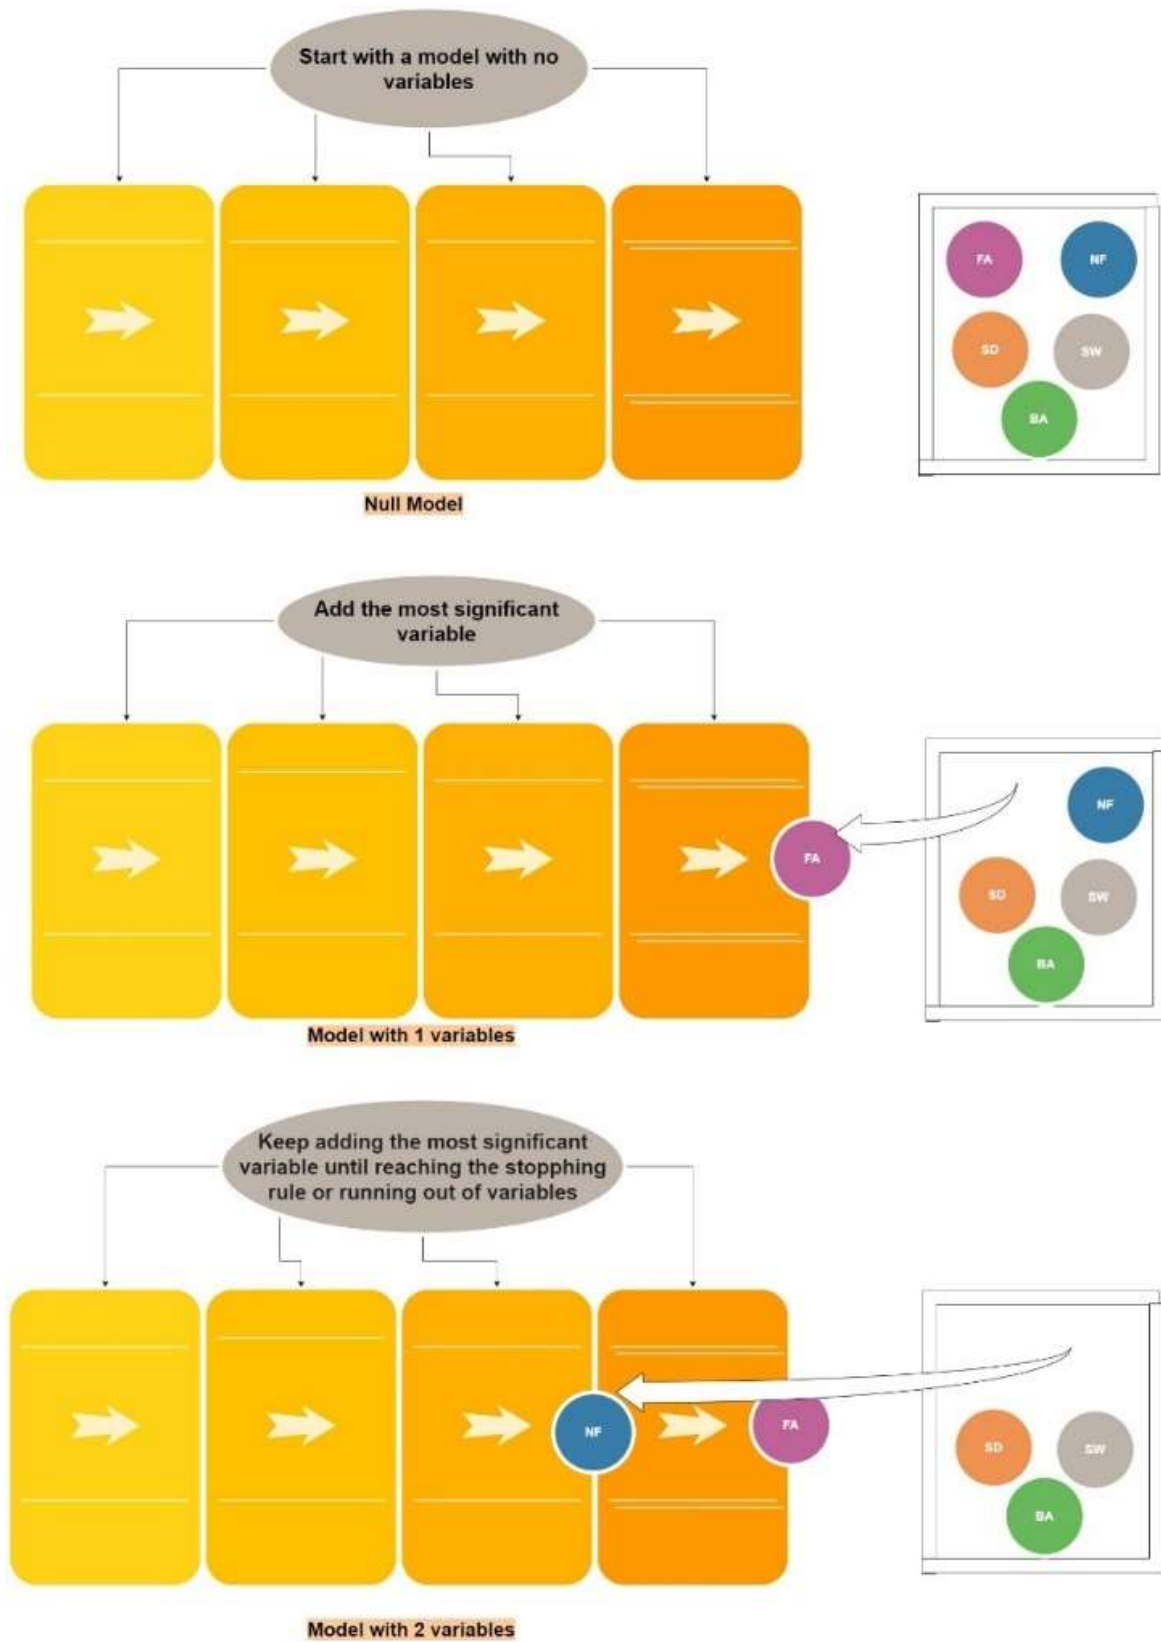 Start with a model with no
variables
FA
NF
SD
SW
BA
Null Model
Add the most significant
variable
NF
FA
SD
SW
BA
Model with 1 variables
Keep adding the most significant
variable until reaching the stopphing
rule or running out of variables
NF
FA
SD
SW
BA
Model with 2 variables